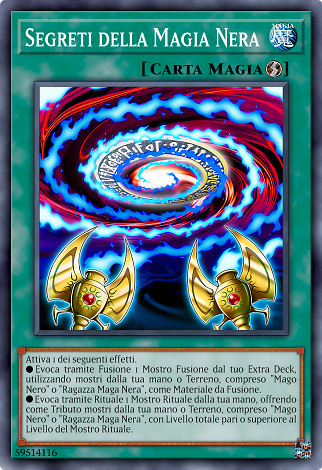 Segreti della Magia Nera
MAGIA
魔
[Carta Magia]
Attiva 1 dei seguenti effetti.
● Evoca tramite Fusione 1 Mostro Fusione dal tuo Extra Deck,
utilizzando mostri dalla tua mano o Terreno, compreso "Mago
Nero" o "Ragazza Maga Nera", come Materiale da Fusione.
● Evoca tramite Rituale 1 Mostro Rituale dalla tua mano, offrendo
come Tributo mostri dalla tua mano o Terreno, compreso "Mago
Nero" o "Ragazza Maga Nera", con Livello totale pari o superiore al
Livello del Mostro Rituale.
59514116